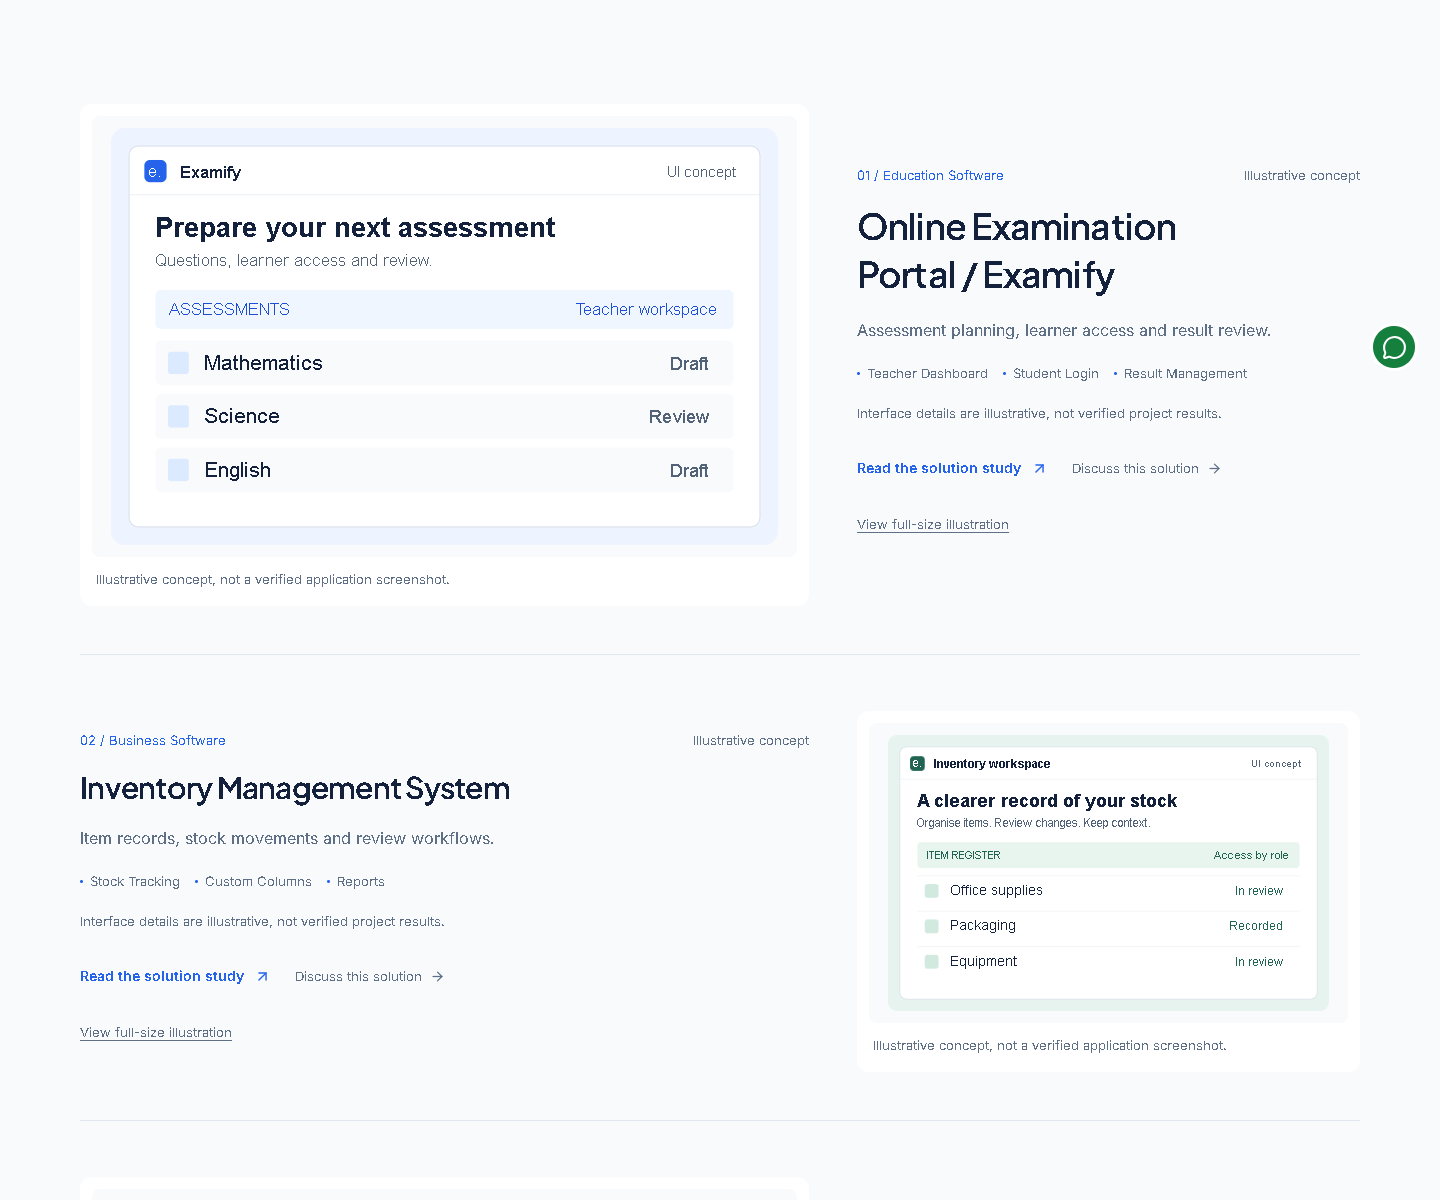 e. Examify UI concept
Prepare your next assessment
Questions, learner access and review.
ASSESSMENTS Teacher workspace
Mathematics Draft
Science Review
English Draft
Illustrative concept, not a verified application screenshot.
01 / Education Software Illustrative concept
Online Examination
Portal / Examify
Assessment planning, learner access and result review.
• Teacher Dashboard • Student Login • Result Management
Interface details are illustrative, not verified project results.
Read the solution study ↗ Discuss this solution →
View full-size illustration
02 / Business Software Illustrative concept
Inventory Management System
Item records, stock movements and review workflows.
• Stock Tracking • Custom Columns • Reports
Interface details are illustrative, not verified project results.
Read the solution study ↗ Discuss this solution →
View full-size illustration
e. Inventory workspace UI concept
A clearer record of your stock
Organise items. Review changes. Keep context.
ITEM REGISTER Access by role
Office supplies In review
Packaging Recorded
Equipment In review
Illustrative concept, not a verified application screenshot.